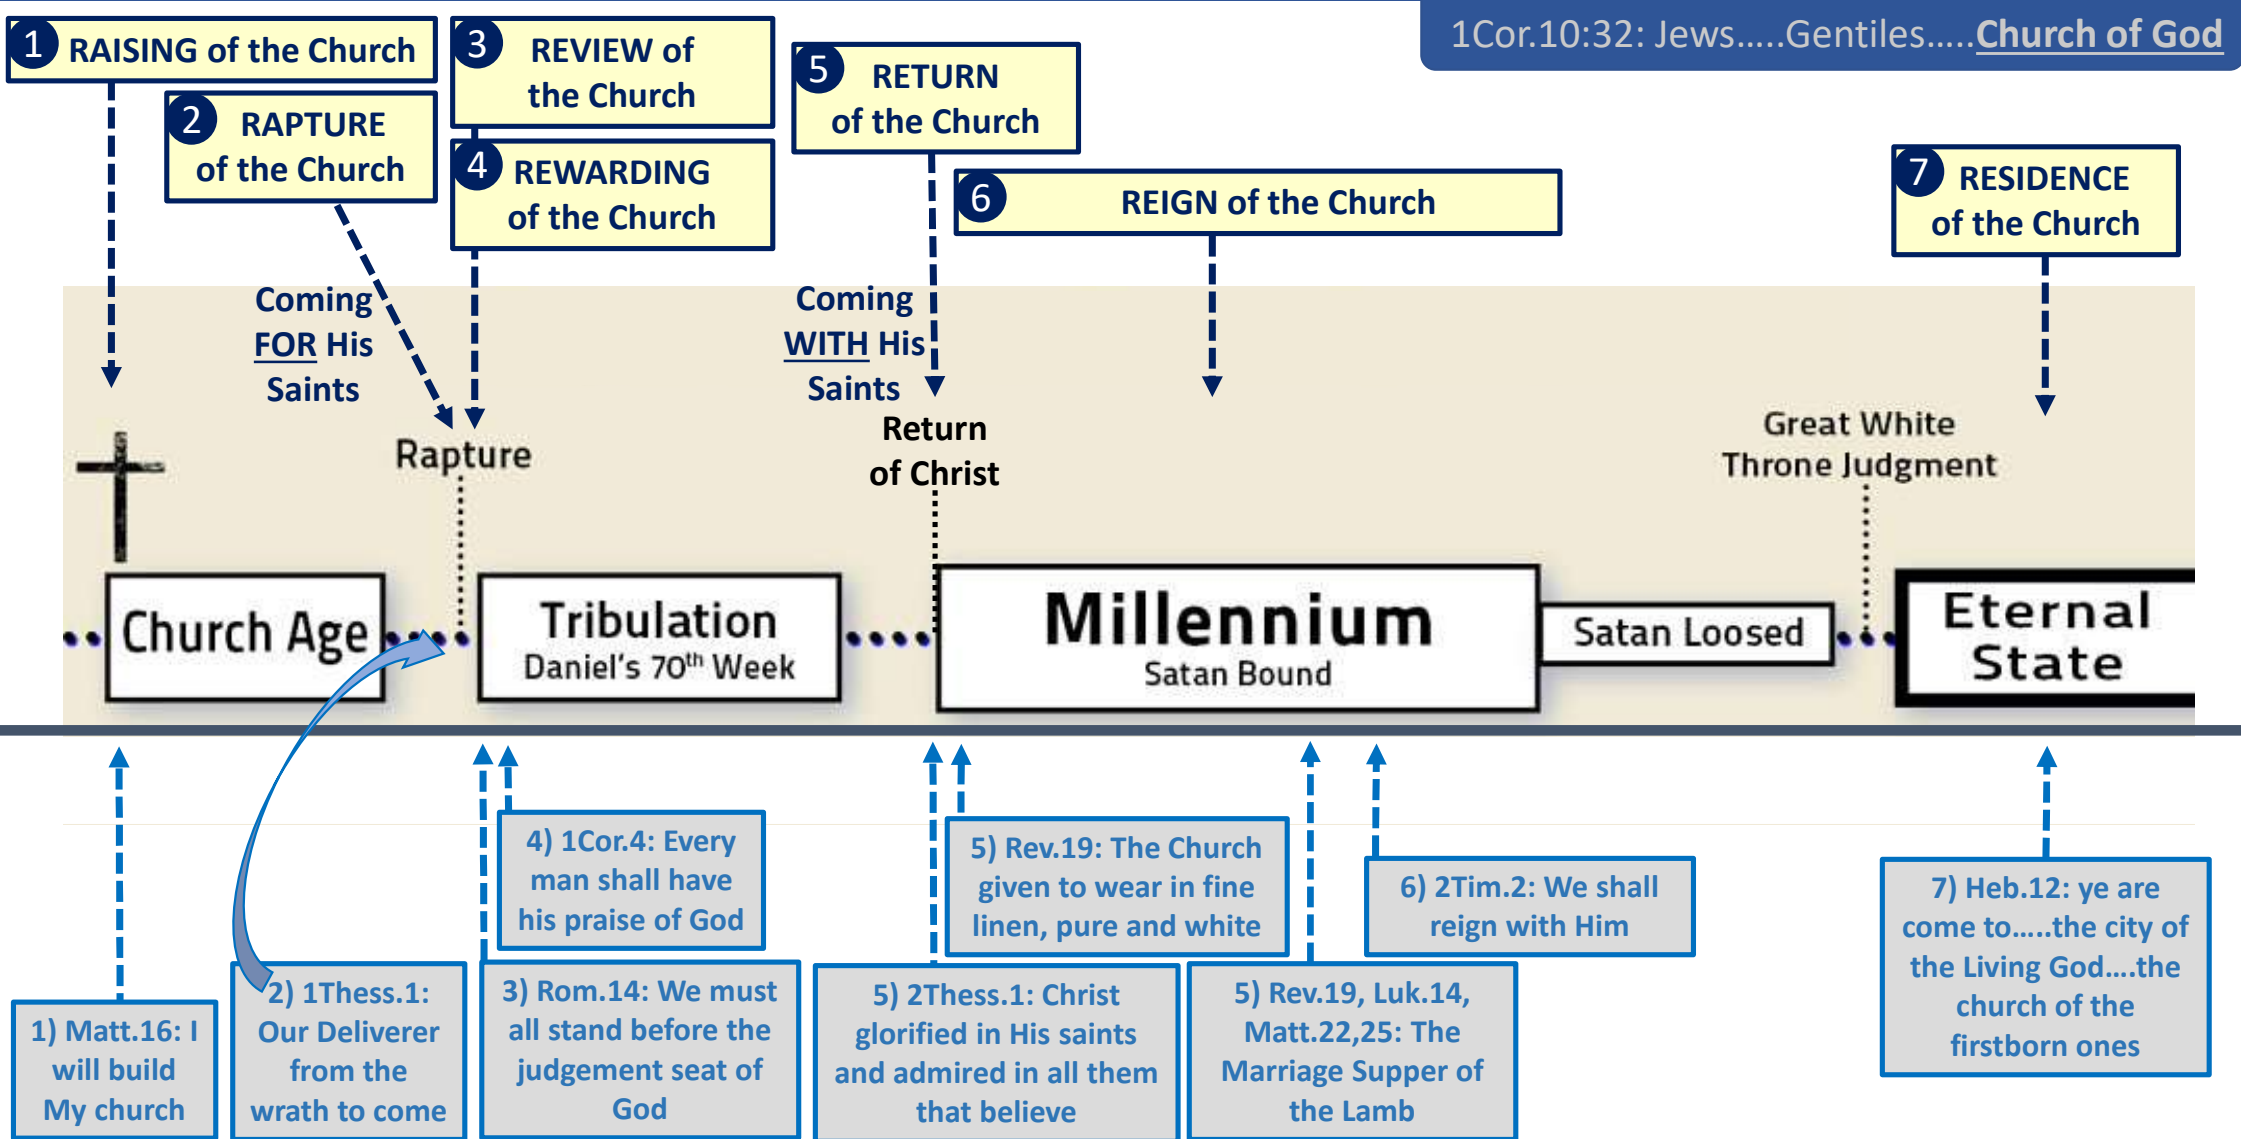 1Cor.10:32: Jews.....Gentiles.....Church of God
1
RAISING of the Church
2
RAPTURE
of the Church
3
REVIEW of
the Church
4
REWARDING
of the Church
5
RETURN
of the Church
6
REIGN of the Church
7
RESIDENCE
of the Church
Coming
FOR His
Saints
Coming
WITH His
Saints
Rapture
Return
of Christ
Great White
Throne Judgment
Church Age
Tribulation
Daniel's 70th Week
Millennium
Satan Bound
Satan Loosed
Eternal
State
1) Matt.16: I
will build
My church
2) 1Thess.1:
Our Deliverer
from the
wrath to come
4) 1Cor.4: Every
man shall have
his praise of God
3) Rom.14: We must
all stand before the
judgement seat of
God
5) Rev.19: The Church
given to wear in fine
linen, pure and white
5) 2Thess.1: Christ
glorified in His saints
and admired in all them
that believe
6) 2Tim.2: We shall
reign with Him
5) Rev.19, Luk.14,
Matt.22,25: The
Marriage Supper of
the Lamb
7) Heb.12: ye are
come to.....the city of
the Living God....the
church of the
firstborn ones